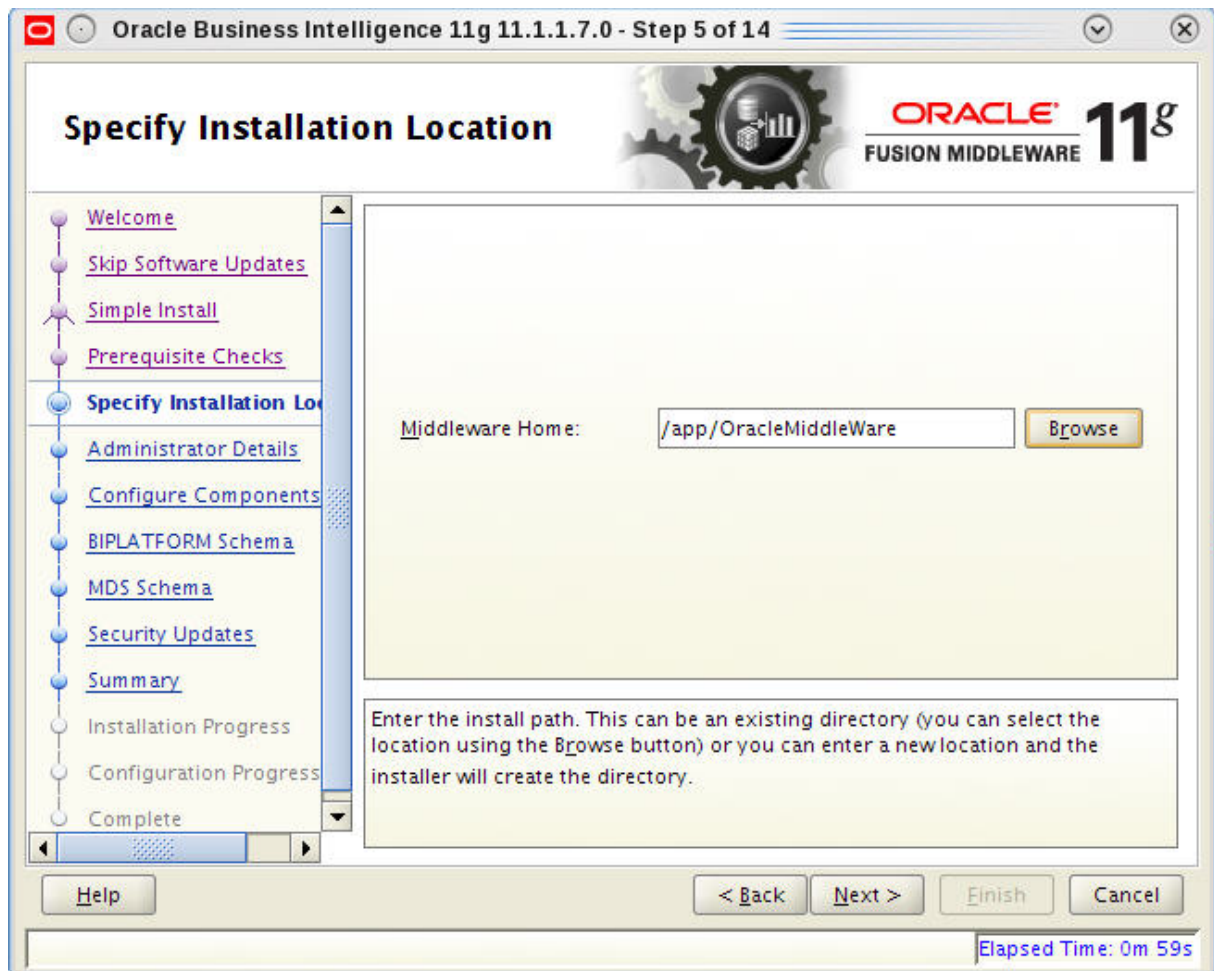 Oracle Business Intelligence 11g 11.1.1.7.0 - Step 5 of 14
Specify Installation Location
ORACLE
FUSION MIDDLEWARE 11g
Welcome
Skip Software Updates
Simple Install
Prerequisite Checks
Specify Installation Loc
Administrator Details
Configure Components
BIPLATFORM Schema
MDS Schema
Security Updates
Summary
Installation Progress
Configuration Progress
Complete
Middleware Home: /app/OracleMiddleWare Browse
Enter the install path. This can be an existing directory (you can select the
location using the Browse button) or you can enter a new location and the
installer will create the directory.
Help < Back Next > Finish Cancel
Elapsed Time: 0m 59s